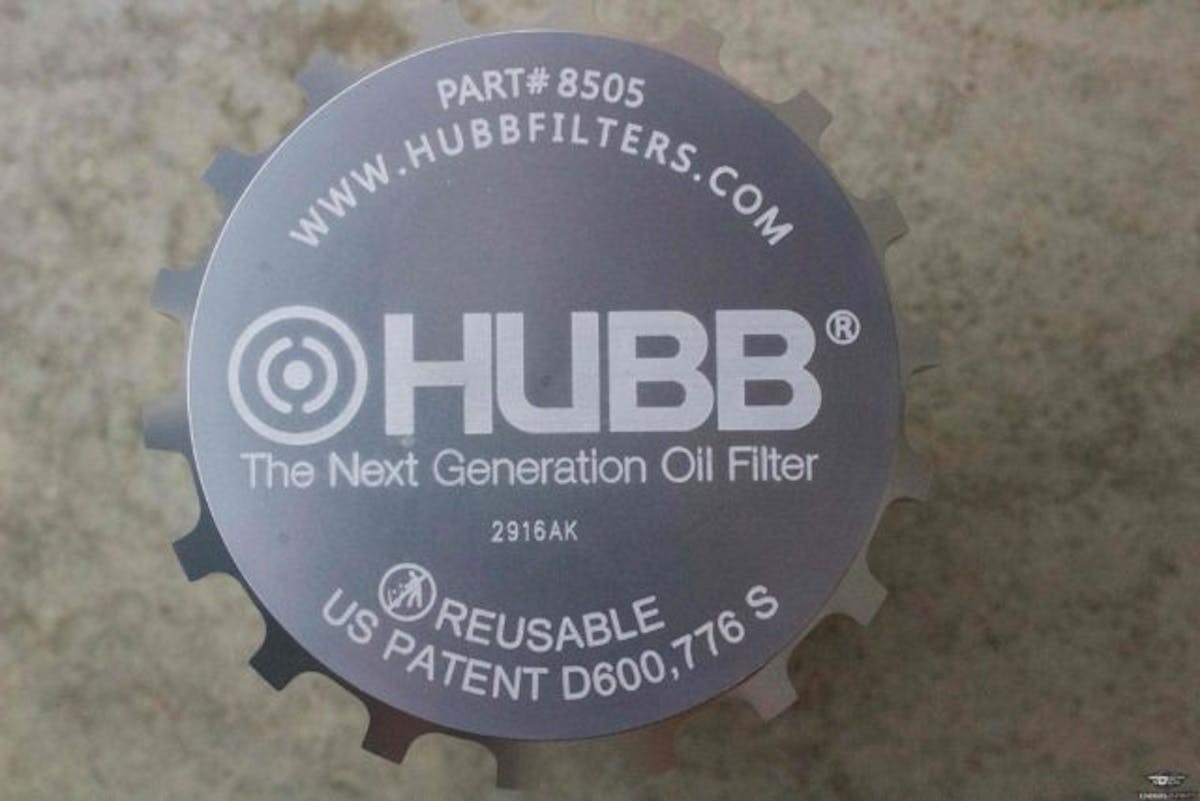 PART# 8505
WWW.HUBBFILTERS.COM
HUBB®
The Next Generation Oil Filter
2916AK
REUSABLE
US PATENT D600,776 S